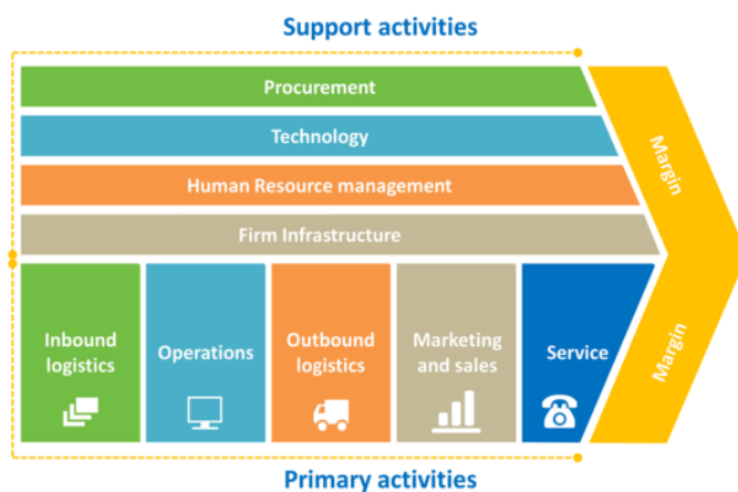 Support activities
Procurement
Technology
Human Resource management
Firm Infrastructure
Margin
Inbound
logistics
Operations
Outbound
logistics
Marketing
and sales
Service
Margin
Primary activities